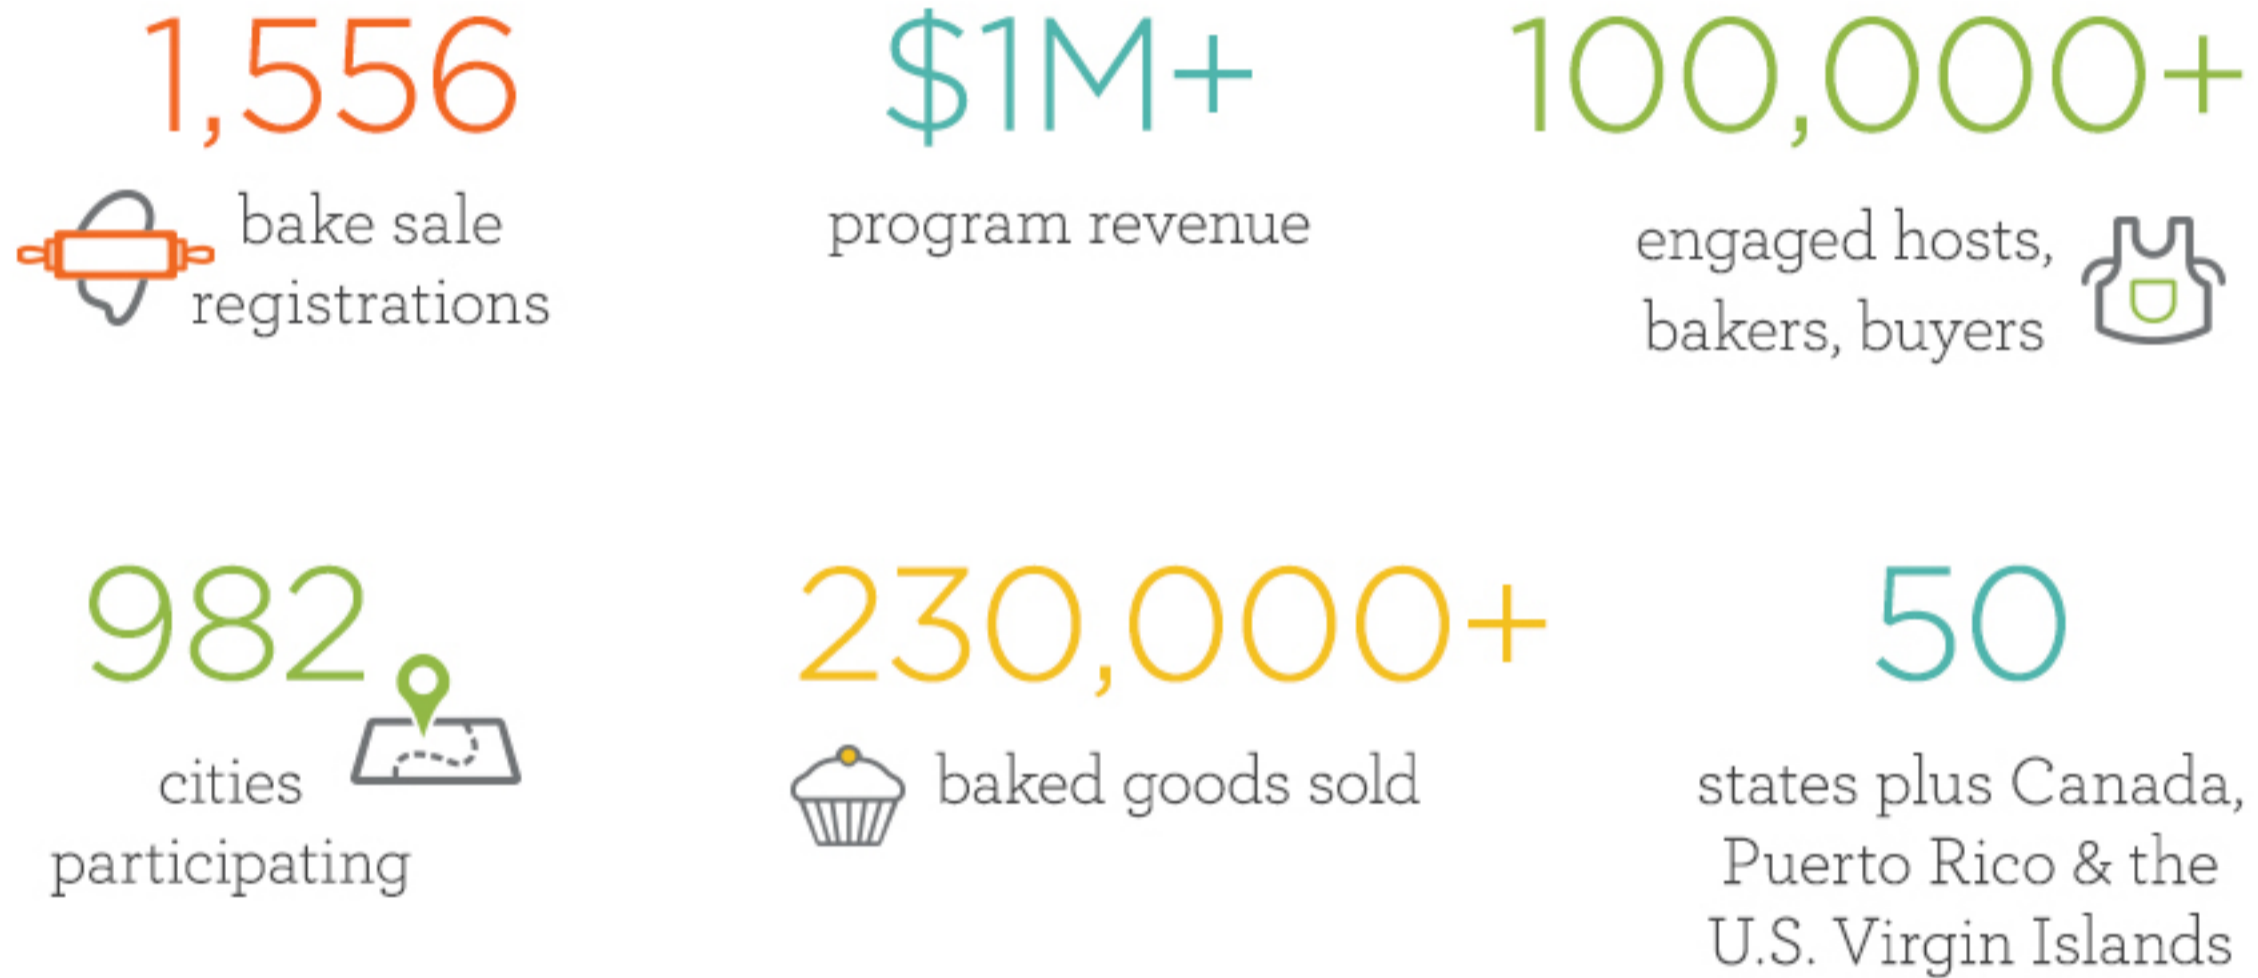 1,556
bake sale
registrations
$1M+
program revenue
100,000+
engaged hosts,
bakers, buyers
982
cities
participating
230,000+
baked goods sold
50
states plus Canada,
Puerto Rico & the
U.S. Virgin Islands